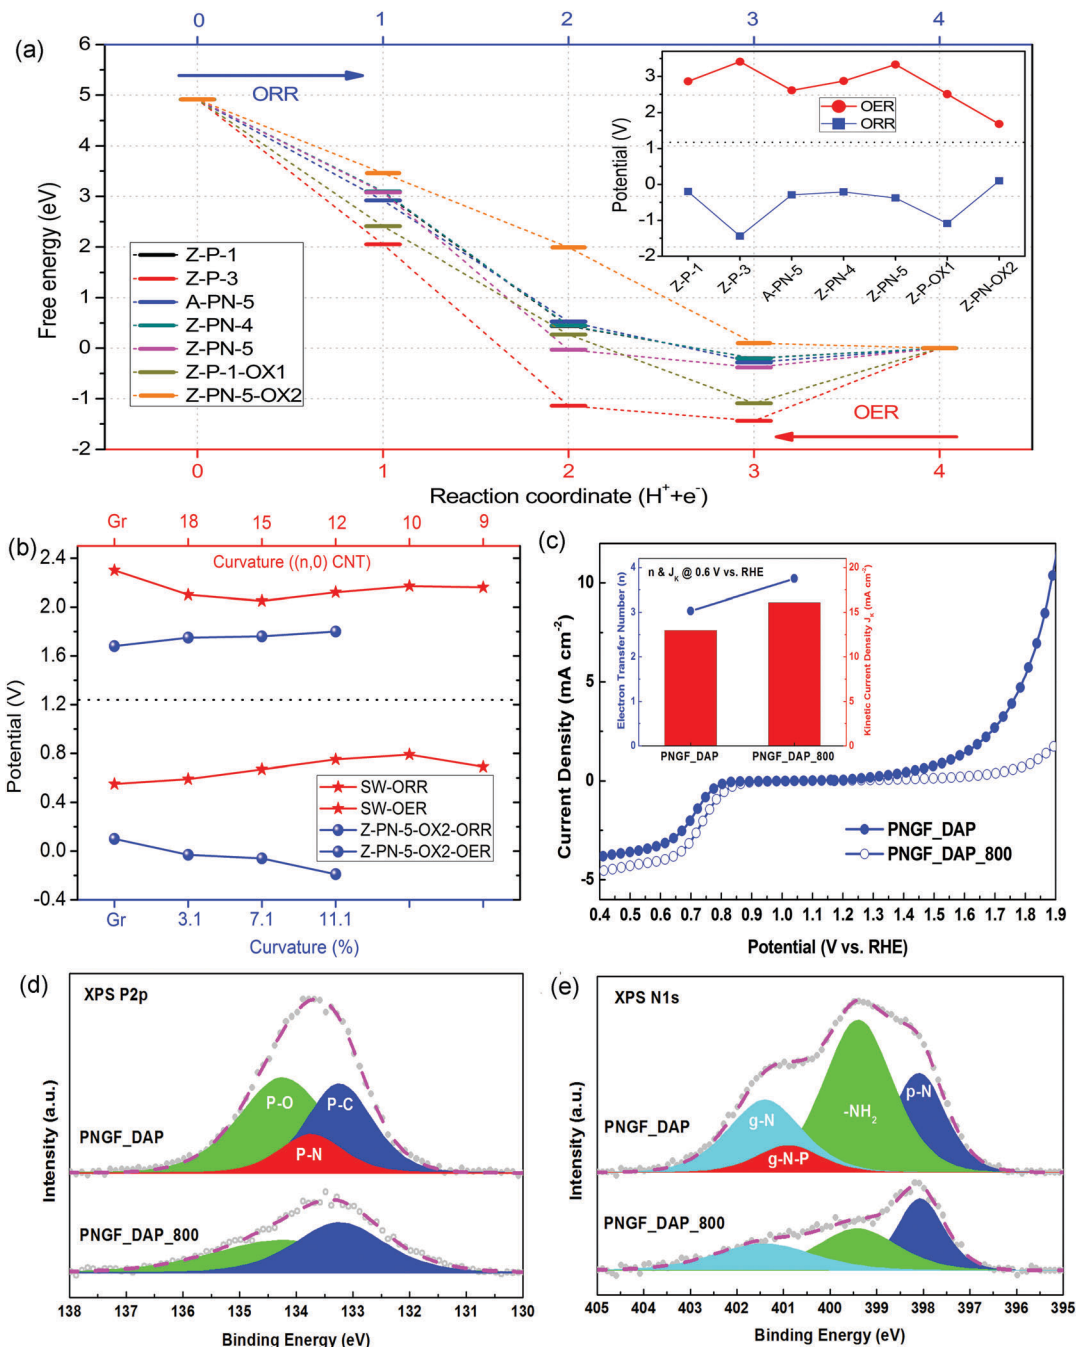 (a)
0 1 2 3 4
6
5
4
3
2
1
0
-1
-2
Free energy (eV)
ORR
Z-P-1
Z-P-3
A-PN-5
Z-PN-4
Z-PN-5
Z-P-1-OX1
Z-PN-5-OX2
3
2
1
0
-1
-2
Potential (V)
OER
ORR
Z-P-1
Z-P-3
A-PN-5
Z-PN-4
Z-PN-5
Z-P-OX1
Z-PN-OX2
OER
0 1 2 3 4
Reaction coordinate (H⁺+e⁻)
(b)
Gr 18 15 12 10 9
Curvature ((n,0) CNT)
2.4
2.0
1.6
1.2
0.8
0.4
0.0
-0.4
Potential (V)
SW-ORR
SW-OER
Z-PN-5-OX2-ORR
Z-PN-5-OX2-OER
Gr 3.1 7.1 11.1
Curvature (%)
(c)
10
5
0
-5
Current Density (mA cm⁻²)
n & J_K @ 0.6 V vs. RHE
4
3
2
1
0
Electron Transfer Number (n)
20
15
10
5
0
Kinetic Current Density J_K (mA cm⁻²)
PNGF_DAP PNGF_DAP_800
PNGF_DAP
PNGF_DAP_800
0.4 0.5 0.6 0.7 0.8 0.9 1.0 1.1 1.2 1.3 1.4 1.5 1.6 1.7 1.8 1.9
Potential (V vs. RHE)
(d)
XPS P2p
Intensity (a.u.)
P-O
P-C
P-N
PNGF_DAP
PNGF_DAP_800
138 137 136 135 134 133 132 131 130
Binding Energy (eV)
(e)
XPS N1s
Intensity (a.u.)
p-N
-NH₂
g-N
g-N-P
PNGF_DAP
PNGF_DAP_800
405 404 403 402 401 400 399 398 397 396 395
Binding Energy (eV)